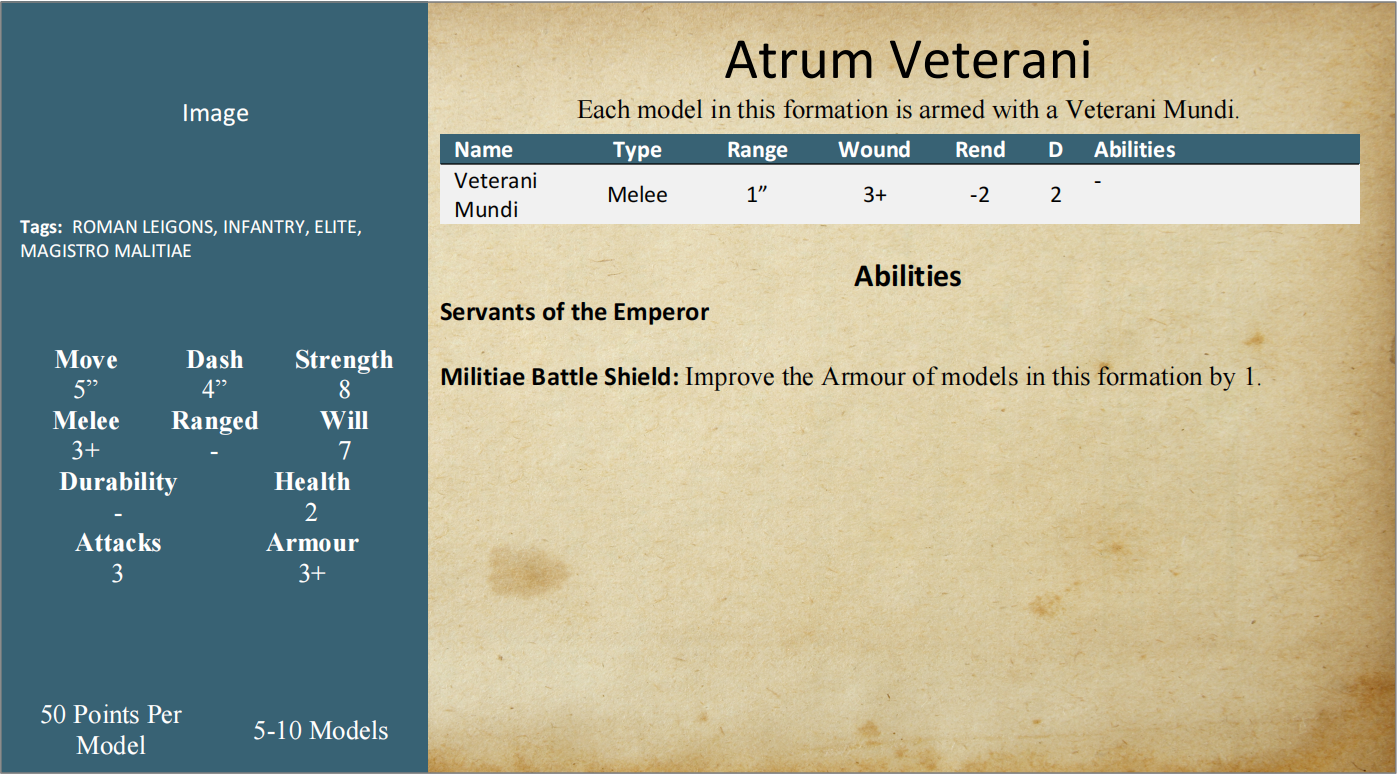 Image
Tags: ROMAN LEIGONS, INFANTRY, ELITE,
MAGISTRO MALITIAE
Move Dash Strength
5” 4” 8
Melee Ranged Will
3+ - 7
Durability Health
- 2
Attacks Armour
3 3+
50 Points Per
Model
5-10 Models
Atrum Veterani
Each model in this formation is armed with a Veterani Mundi.
Name Type Range Wound Rend D Abilities
Veterani
Mundi
Melee 1” 3+ -2 2 -
Abilities
Servants of the Emperor
Militiae Battle Shield: Improve the Armour of models in this formation by 1.